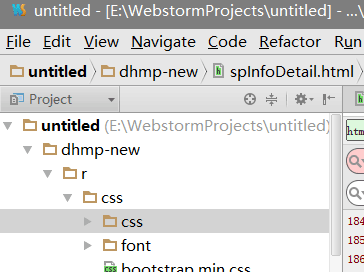 untitled - [E:\WebstormProjects\untitled] - ...\
File Edit View Navigate Code Refactor Run
untitled dhmp-new spInfoDetail.html
Project
untitled (E:\WebstormProjects\untitled)
dhmp-new
r
css
css
font
bootstrap.min.css
htm
184
185
186